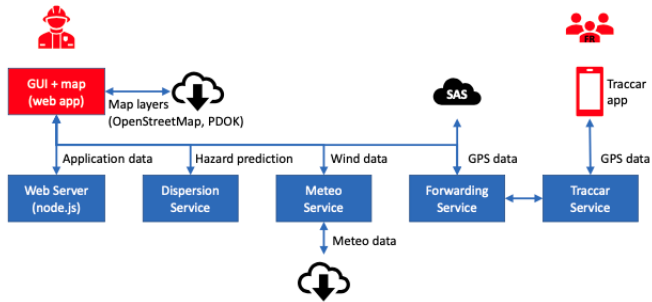 FR
GUI + map
(web app)
Map layers
(OpenStreetMap, PDOK)
SAS
Traccar
app
Application data
Hazard prediction
Wind data
GPS data
GPS data
Web Server
(node.js)
Dispersion
Service
Meteo
Service
Forwarding
Service
Traccar
Service
Meteo data